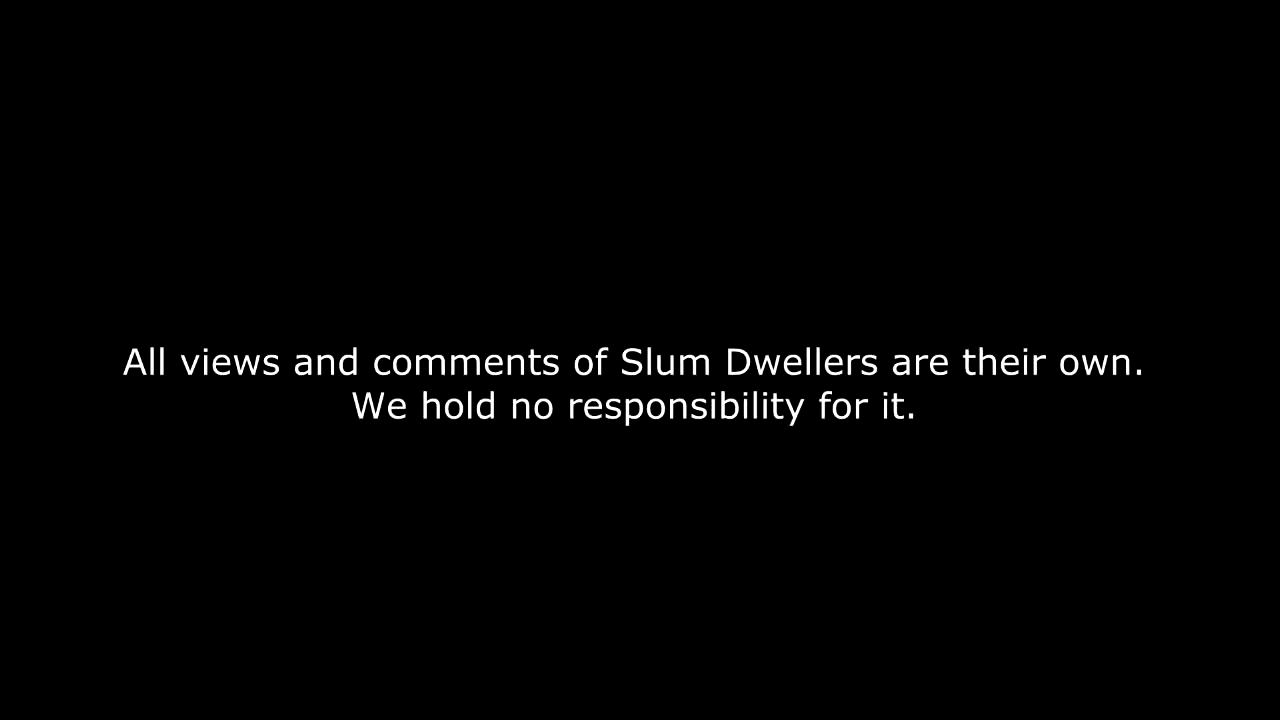 All views and comments of Slum Dwellers are their own.
We hold no responsibility for it.